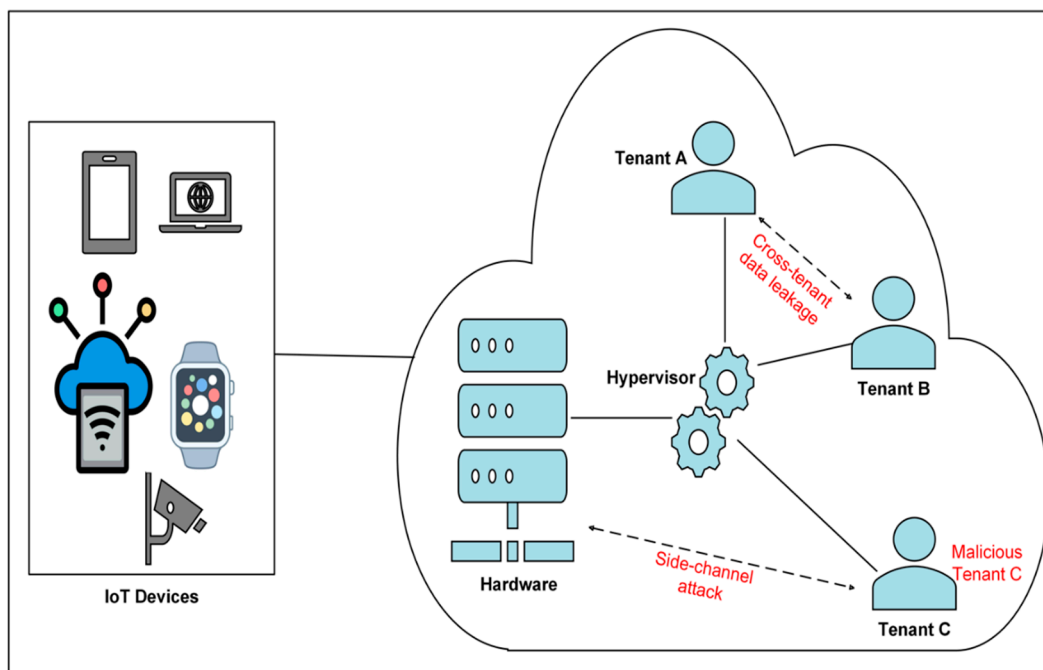 Tenant A
Cross-tenant
data leakage
Hypervisor
Tenant B
Side-channel
attack
Malicious
Tenant C
Hardware
IoT Devices
Tenant C